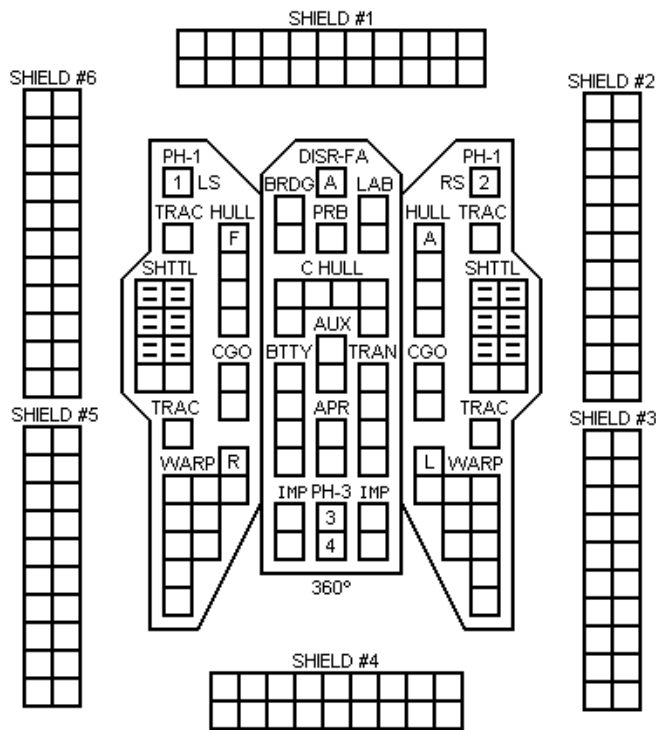 SHIELD #1
SHIELD #6
SHIELD #2
PH-1 DISR-FA PH-1
1 LS BRDG A LAB RS 2
TRAC HULL PRB HULL TRAC
F A
SHTTL C HULL SHTTL
AUX
CGO BTTY TRAN CGO
TRAC APR TRAC
SHIELD #5
SHIELD #3
WARP R L WARP
IMP PH-3 IMP
3
4
360°
SHIELD #4